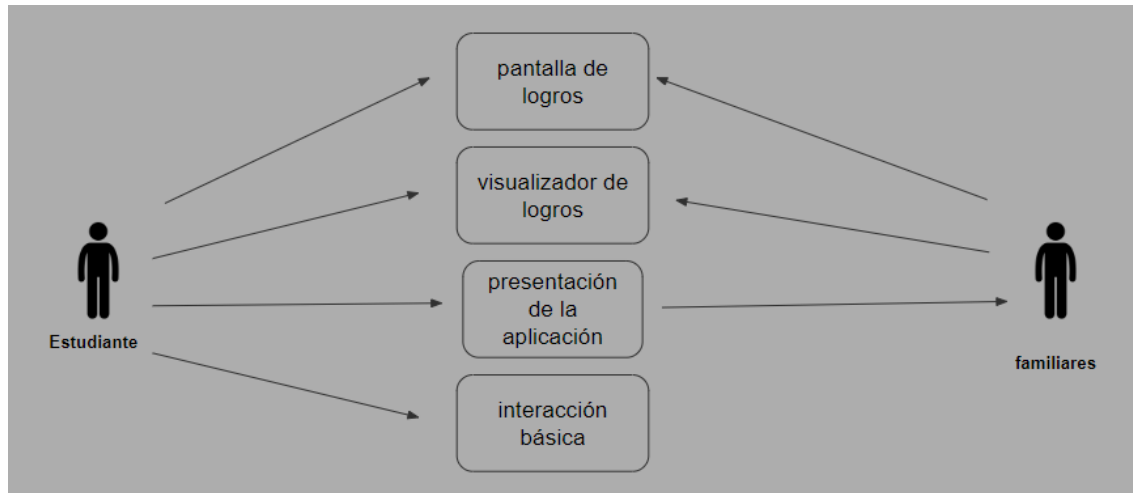 pantalla de
logros
visualizador de
logros
presentación
de la
aplicación
Estudiante
familiares
interacción
básica